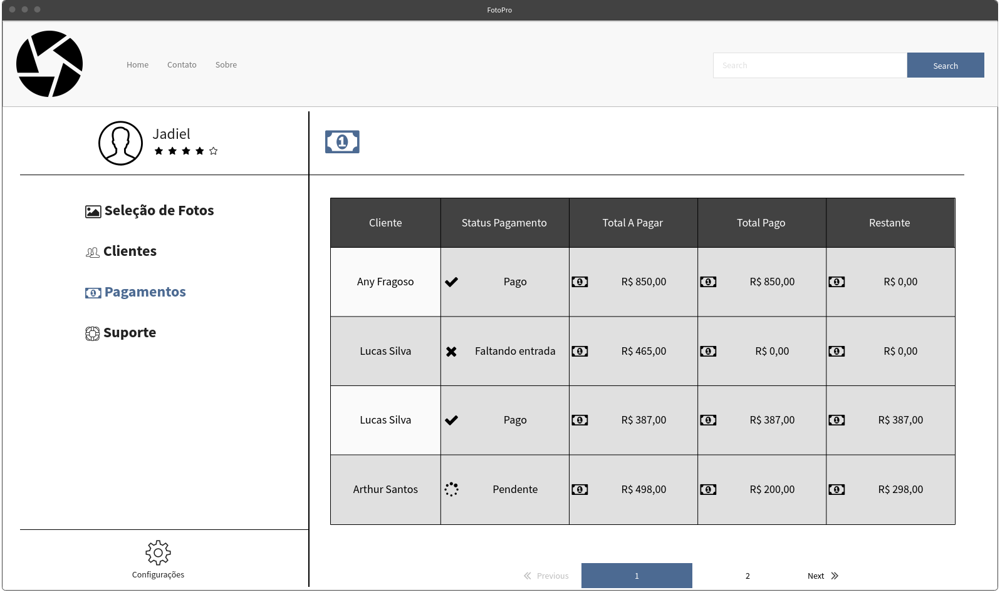 FotoPro
Home Contato Sobre
Search Search
Jadiel
Seleção de Fotos
Clientes
Pagamentos
Suporte
Configurações
Cliente Status Pagamento Total A Pagar Total Pago Restante
Any Fragoso Pago R$ 850,00 R$ 850,00 R$ 0,00
Lucas Silva Faltando entrada R$ 465,00 R$ 0,00 R$ 0,00
Lucas Silva Pago R$ 387,00 R$ 387,00 R$ 387,00
Arthur Santos Pendente R$ 498,00 R$ 200,00 R$ 298,00
Previous 1 2 Next